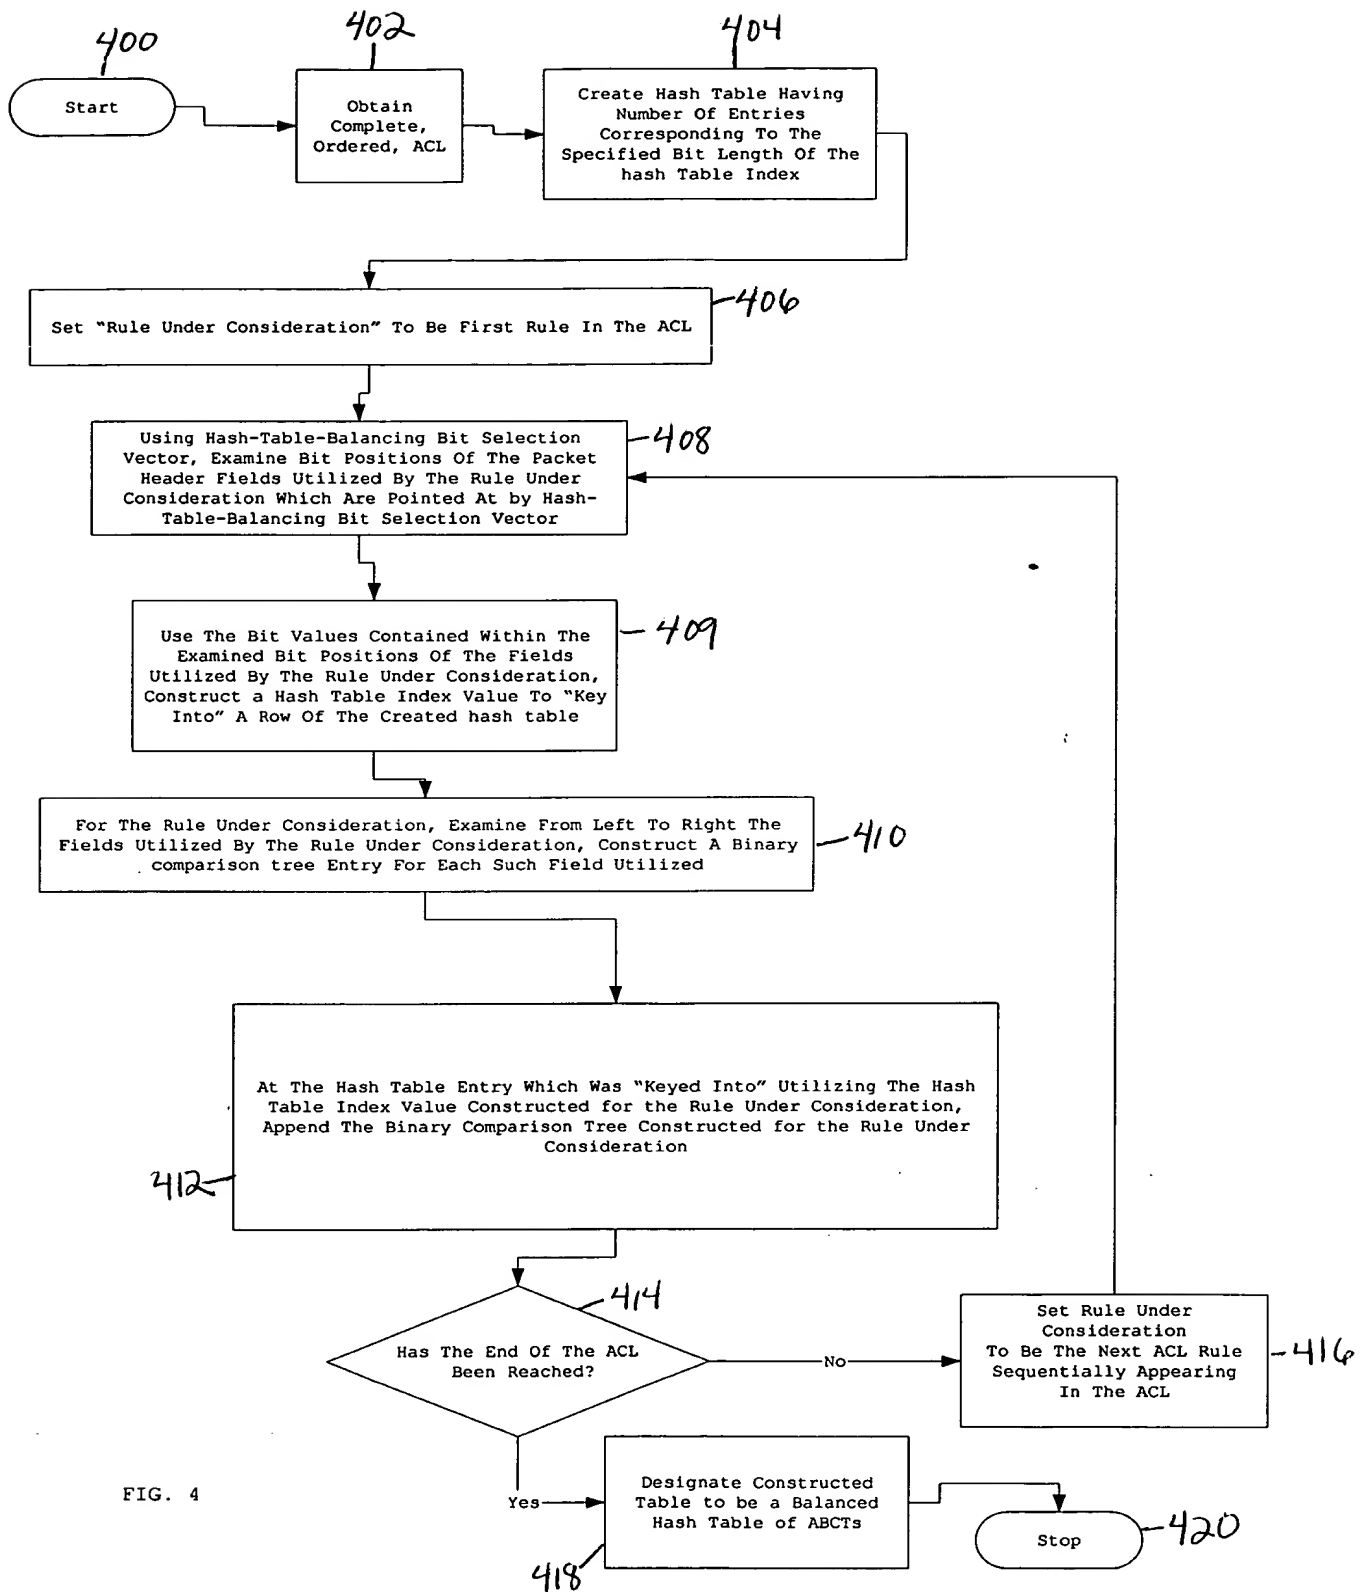 400
402
404
Start
Obtain
Complete,
Ordered, ACL
Create Hash Table Having
Number Of Entries
Corresponding To The
Specified Bit Length Of The
hash Table Index
406
Set "Rule Under Consideration" To Be First Rule In The ACL
408
Using Hash-Table-Balancing Bit Selection
Vector, Examine Bit Positions Of The Packet
Header Fields Utilized By The Rule Under
Consideration Which Are Pointed At by Hash-
Table-Balancing Bit Selection Vector
409
Use The Bit Values Contained Within The
Examined Bit Positions Of The Fields
Utilized By The Rule Under Consideration,
Construct a Hash Table Index Value To "Key
Into" A Row Of The Created hash table
410
For The Rule Under Consideration, Examine From Left To Right The
Fields Utilized By The Rule Under Consideration, Construct A Binary
comparison tree Entry For Each Such Field Utilized
At The Hash Table Entry Which Was "Keyed Into" Utilizing The Hash
Table Index Value Constructed for the Rule Under Consideration,
Append The Binary Comparison Tree Constructed for the Rule Under
Consideration
412
414
Has The End Of The ACL
Been Reached?
No
Set Rule Under
Consideration
To Be The Next ACL Rule
Sequentially Appearing
In The ACL
416
Yes
Designate Constructed
Table to be a Balanced
Hash Table of ABCTs
418
Stop
420
FIG. 4